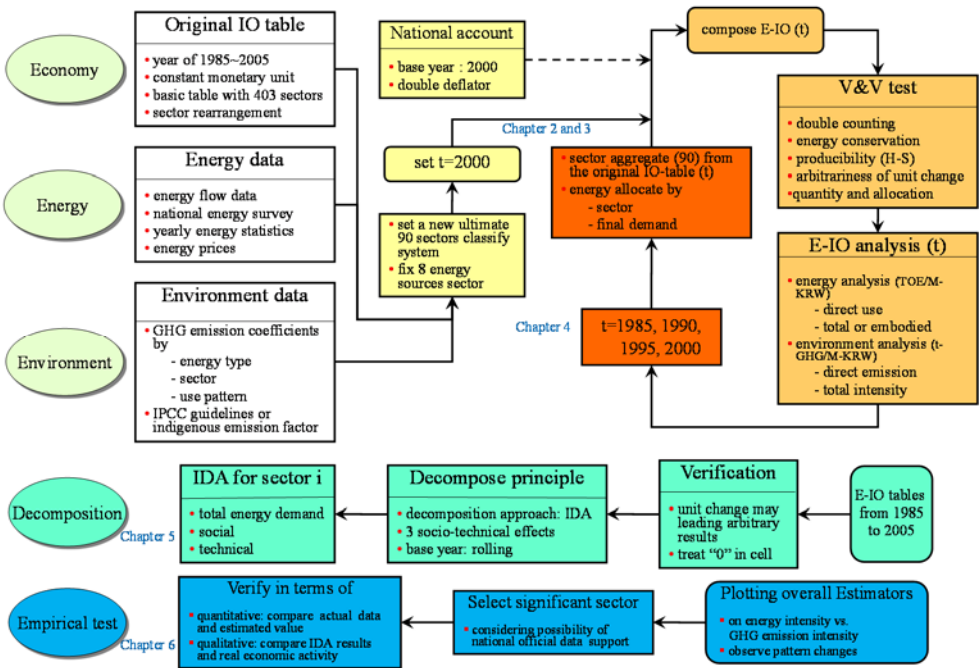 Economy
Original IO table
• year of 1985~2005
• constant monetary unit
• basic table with 403 sectors
• sector rearrangement
National account
• base year : 2000
• double deflator
compose E-IO (t)
V&V test
• double counting
• energy conservation
• producibility (H-S)
• arbitrariness of unit change
• quantity and allocation
Chapter 2 and 3
set t=2000
• sector aggregate (90) from
the original IO-table (t)
• energy allocate by
- sector
- final demand
Energy
Energy data
• energy flow data
• national energy survey
• yearly energy statistics
• energy prices
• set a new ultimate
90 sectors classify
system
• fix 8 energy
sources sector
E-IO analysis (t)
• energy analysis (TOE/M-
KRW)
- direct use
- total or embodied
• environment analysis (t-
GHG/M-KRW)
- direct emission
- total intensity
Environment
Environment data
• GHG emission coefficients
by
- energy type
- sector
- use pattern
• IPCC guidelines or
indigenous emission factor
Chapter 4
t=1985, 1990,
1995, 2000
Decomposition
Chapter 5
IDA for sector i
• total energy demand
• social
• technical
Decompose principle
• decomposition approach: IDA
• 3 socio-technical effects
• base year: rolling
Verification
• unit change may
leading arbitrary
results
• treat "0" in cell
E-IO tables
from 1985
to 2005
Empirical test
Chapter 6
Verify in terms of
• quantitative: compare actual data
and estimated value
• qualitative: compare IDA results
and real economic activity
Select significant sector
• considering possibility of
national official data support
Plotting overall Estimators
• on energy intensity vs.
GHG emission intensity
• observe pattern changes